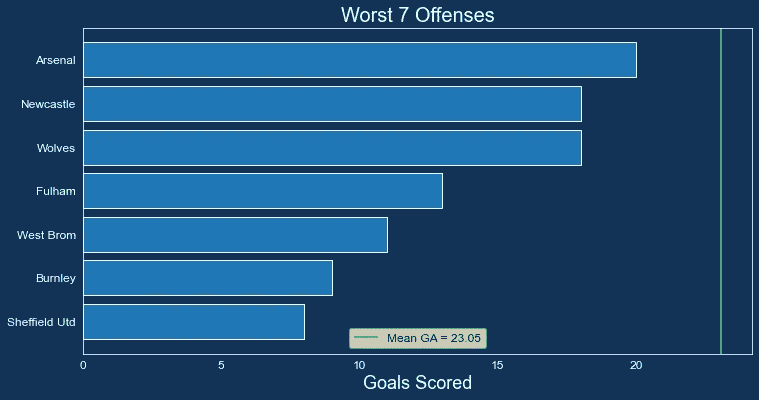 Worst 7 Offenses
Arsenal
Newcastle
Wolves
Fulham
West Brom
Burnley
Sheffield Utd
Mean GA = 23.05
0 5 10 15 20
Goals Scored